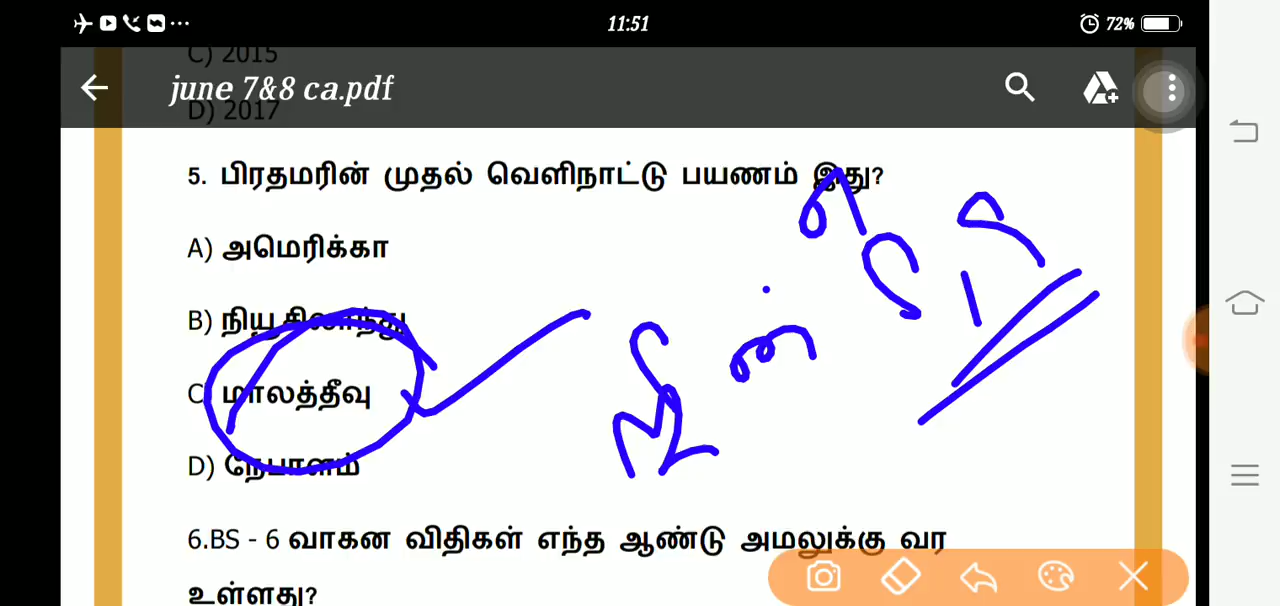 11:51
72%
C) 2015
june 7&8 ca.pdf
D) 2017
5. பிரதமரின் முதல் வெளிநாட்டு பயணம் இது?
A) அமெரிக்கா
B) நியூசிலாந்து
C) மாலத்தீவு
D) நேபாளம்
6.BS - 6 வாகன விதிகள் எந்த ஆண்டு அமலுக்கு வர
உள்ளது?